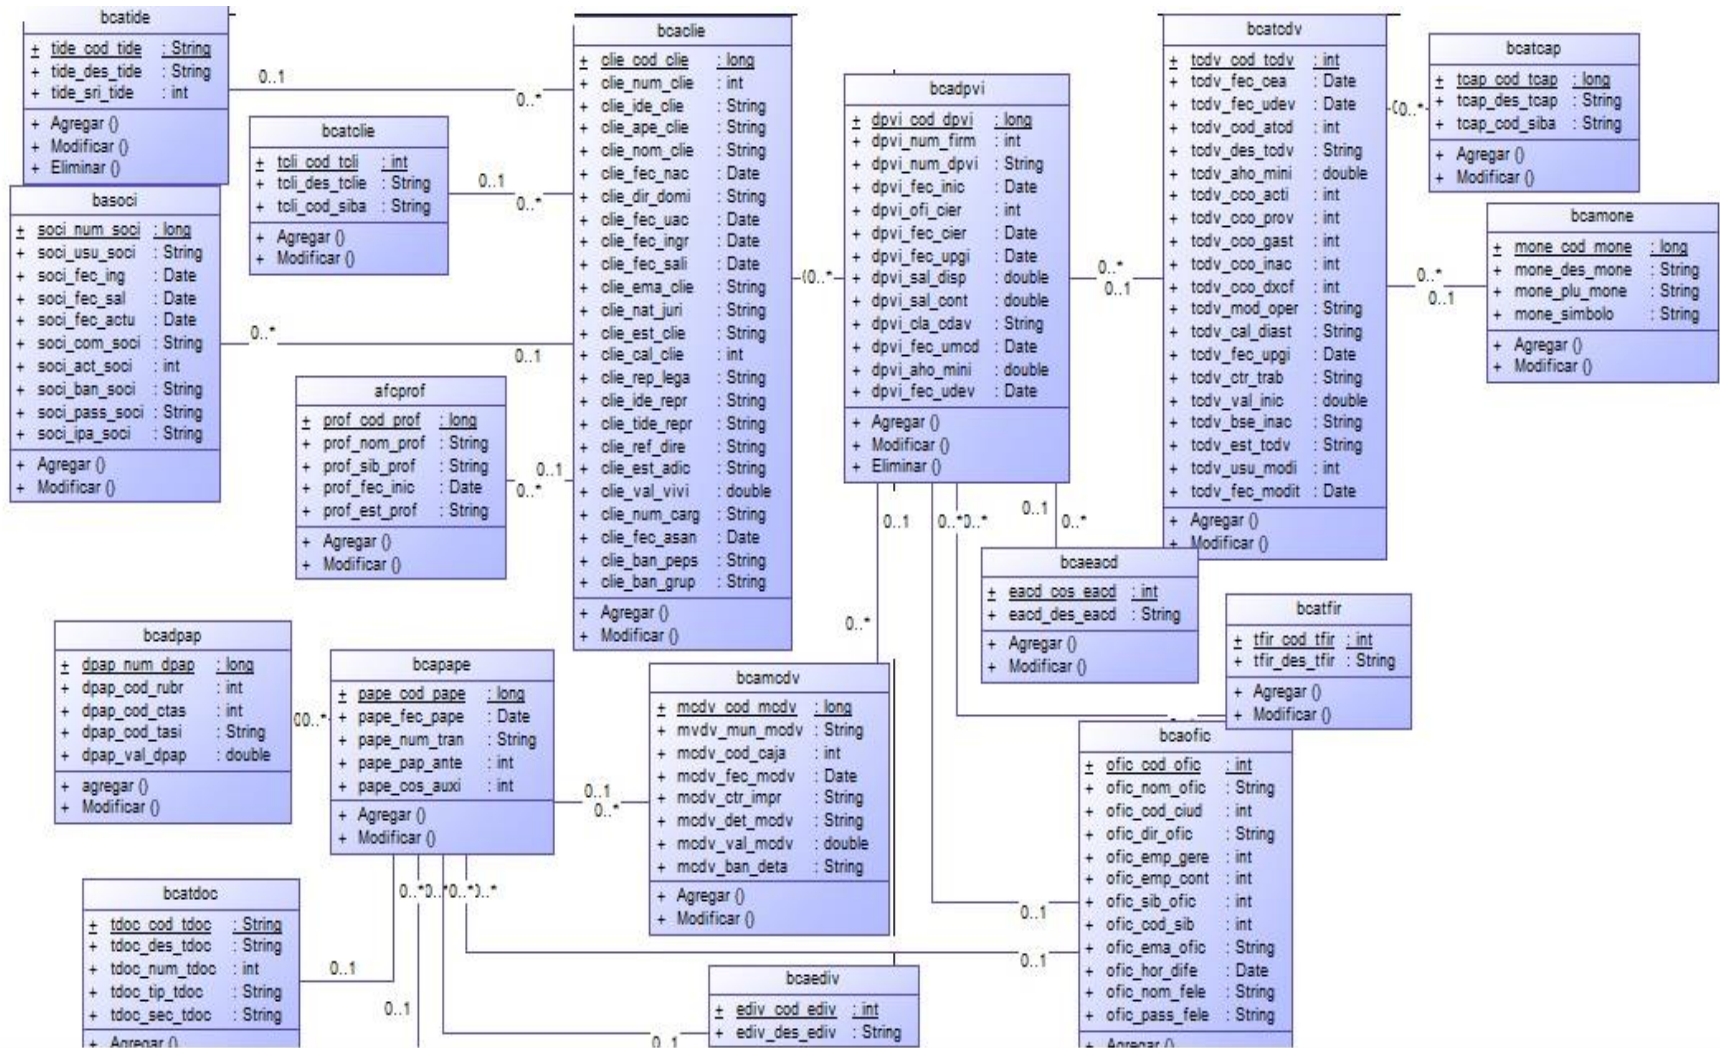 bcatide
+ tide_cod_tide : String
+ tide_des_tide : String
+ tide_sri_tide : int
+ Agregar ()
+ Modificar ()
+ Eliminar ()
0..1
0..*
bcatclie
+ tcli_cod_tcli : int
+ tcli_des_tclie : String
+ tcli_cod_siba : String
+ Agregar ()
+ Modificar ()
0..1
0..*
basoci
+ soci_num_soci : long
+ soci_usu_soci : String
+ soci_fec_ing : Date
+ soci_fec_sal : Date
+ soci_fec_actu : Date
+ soci_com_soci : String
+ soci_act_soci : int
+ soci_ban_soci : String
+ soci_pass_soci : String
+ soci_ipa_soci : String
+ Agregar ()
+ Modificar ()
0..*
0..1
afcprof
+ prof_cod_prof : long
+ prof_nom_prof : String
+ prof_sib_prof : String
+ prof_fec_inic : Date
+ prof_est_prof : String
+ Agregar ()
+ Modificar ()
0..1
0..*
bcaclie
+ clie_cod_clie : long
+ clie_num_clie : int
+ clie_ide_clie : String
+ clie_ape_clie : String
+ clie_nom_clie : String
+ clie_fec_nac : Date
+ clie_dir_domi : String
+ clie_fec_uac : Date
+ clie_fec_ingr : Date
+ clie_fec_sali : Date
+ clie_ema_clie : String
+ clie_nat_juri : String
+ clie_est_clie : String
+ clie_cal_clie : int
+ clie_rep_lega : String
+ clie_ide_repr : String
+ clie_tide_repr : String
+ clie_ref_dire : String
+ clie_est_adic : String
+ clie_val_vivi : double
+ clie_num_carg : String
+ clie_fec_asan : Date
+ clie_ban_peps : String
+ clie_ban_grup : String
+ Agregar ()
+ Modificar ()
0..*
bcadpvi
+ dpvi_cod_dpvi : long
+ dpvi_num_firm : int
+ dpvi_num_dpvi : String
+ dpvi_fec_inic : Date
+ dpvi_ofi_cier : int
+ dpvi_fec_cier : Date
+ dpvi_fec_upgi : Date
+ dpvi_sal_disp : double
+ dpvi_sal_cont : double
+ dpvi_cla_cdav : String
+ dpvi_fec_umcd : Date
+ dpvi_aho_mini : double
+ dpvi_fec_udev : Date
+ Agregar ()
+ Modificar ()
+ Eliminar ()
0..*
0..1
bcatcdv
+ tcdv_cod_tcdv : int
+ tcdv_fec_cea : Date
+ tcdv_fec_udev : Date
+ tcdv_cod_atcd : int
+ tcdv_des_tcdv : String
+ tcdv_aho_mini : double
+ tcdv_cco_acti : int
+ tcdv_cco_prov : int
+ tcdv_cco_gast : int
+ tcdv_cco_inac : int
+ tcdv_cco_dxcf : int
+ tcdv_mod_oper : String
+ tcdv_cal_diast : String
+ tcdv_fec_upgi : Date
+ tcdv_ctr_trab : String
+ tcdv_val_inic : double
+ tcdv_bse_inac : String
+ tcdv_est_tcdv : String
+ tcdv_usu_modi : int
+ tcdv_fec_modit : Date
+ Agregar ()
+ Modificar ()
0..*
bcatcap
+ tcap_cod_tcap : long
+ tcap_des_tcap : String
+ tcap_cod_siba : String
+ Agregar ()
+ Modificar ()
bcamone
+ mone_cod_mone : long
+ mone_des_mone : String
+ mone_plu_mone : String
+ mone_simbolo : String
+ Agregar ()
+ Modificar ()
0..*
0..1
0..1
0..*
0..*
0..1
0..*
bcaeacd
+ eacd_cos_eacd : int
+ eacd_des_eacd : String
+ Agregar ()
+ Modificar ()
bcatfir
+ tfir_cod_tfir : int
+ tfir_des_tfir : String
+ Agregar ()
+ Modificar ()
0..*
bcadpap
+ dpap_num_dpap : long
+ dpap_cod_rubr : int
+ dpap_cod_ctas : int
+ dpap_cod_tasi : String
+ dpap_val_dpap : double
+ agregar ()
+ Modificar ()
0..*
bcapape
+ pape_cod_pape : long
+ pape_fec_pape : Date
+ pape_num_tran : String
+ pape_pap_ante : int
+ pape_cos_auxi : int
+ Agregar ()
+ Modificar ()
0..1
0..*
bcamcdv
+ mcdv_cod_mcdv : long
+ mvdv_mun_mcdv : String
+ mcdv_cod_caja : int
+ mcdv_fec_mcdv : Date
+ mcdv_ctr_impr : String
+ mcdv_det_mcdv : String
+ mcdv_val_mcdv : double
+ mcdv_ban_deta : String
+ Agregar ()
+ Modificar ()
bcaofic
+ ofic_cod_ofic : int
+ ofic_nom_ofic : String
+ ofic_cod_ciud : int
+ ofic_dir_ofic : String
+ ofic_emp_gere : int
+ ofic_emp_cont : int
+ ofic_sib_ofic : int
+ ofic_cod_sib : int
+ ofic_ema_ofic : String
+ ofic_hor_dife : Date
+ ofic_nom_fele : String
+ ofic_pass_fele : String
+ Agregar ()
0..1
0..1
0..*
0..*
bcatdoc
+ tdoc_cod_tdoc : String
+ tdoc_des_tdoc : String
+ tdoc_num_tdoc : int
+ tdoc_tip_tdoc : String
+ tdoc_sec_tdoc : String
+ Agregar ()
0..1
0..1
bcaediv
+ ediv_cod_ediv : int
+ ediv_des_ediv : String
0..1